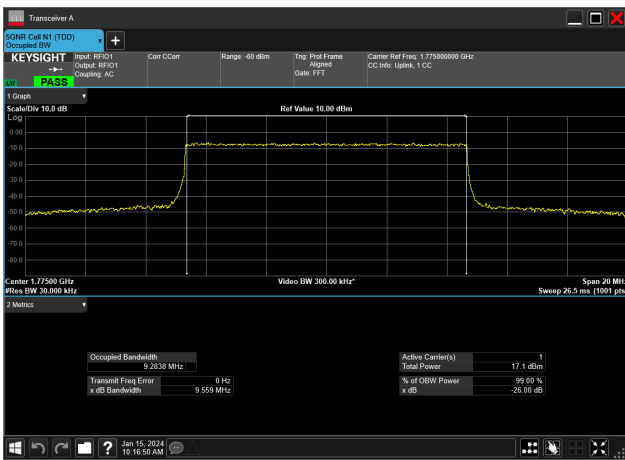 Transceiver A
5GNR Cell N1 (TDD)
Occupied BW
KEYSIGHT
Input: RFIO1
Output: RFIO1
Coupling: AC
Corr CCorr
Range: -60 dBm
Trig: Prot Frame
Aligned
Gate: FFT
Carrier Ref Freq: 1.775000000 GHz
CC Info: Uplink, 1 CC
PASS
1 Graph
Scale/Div 10.0 dB
Ref Value 10.00 dBm
Log
0.00
-10.0
-20.0
-30.0
-40.0
-50.0
-60.0
-70.0
-80.0
Center 1.77500 GHz
Video BW 300.00 kHz*
Span 20 MHz
#Res BW 30.000 kHz
Sweep 26.5 ms (1001 pts
2 Metrics
Occupied Bandwidth
9.2838 MHz
Active Carrier(s) 1
Total Power 17.1 dBm
Transmit Freq Error 0 Hz
x dB Bandwidth 9.559 MHz
% of OBW Power 99.00 %
x dB -26.00 dB
Jan 15, 2024
10:16:50 AM